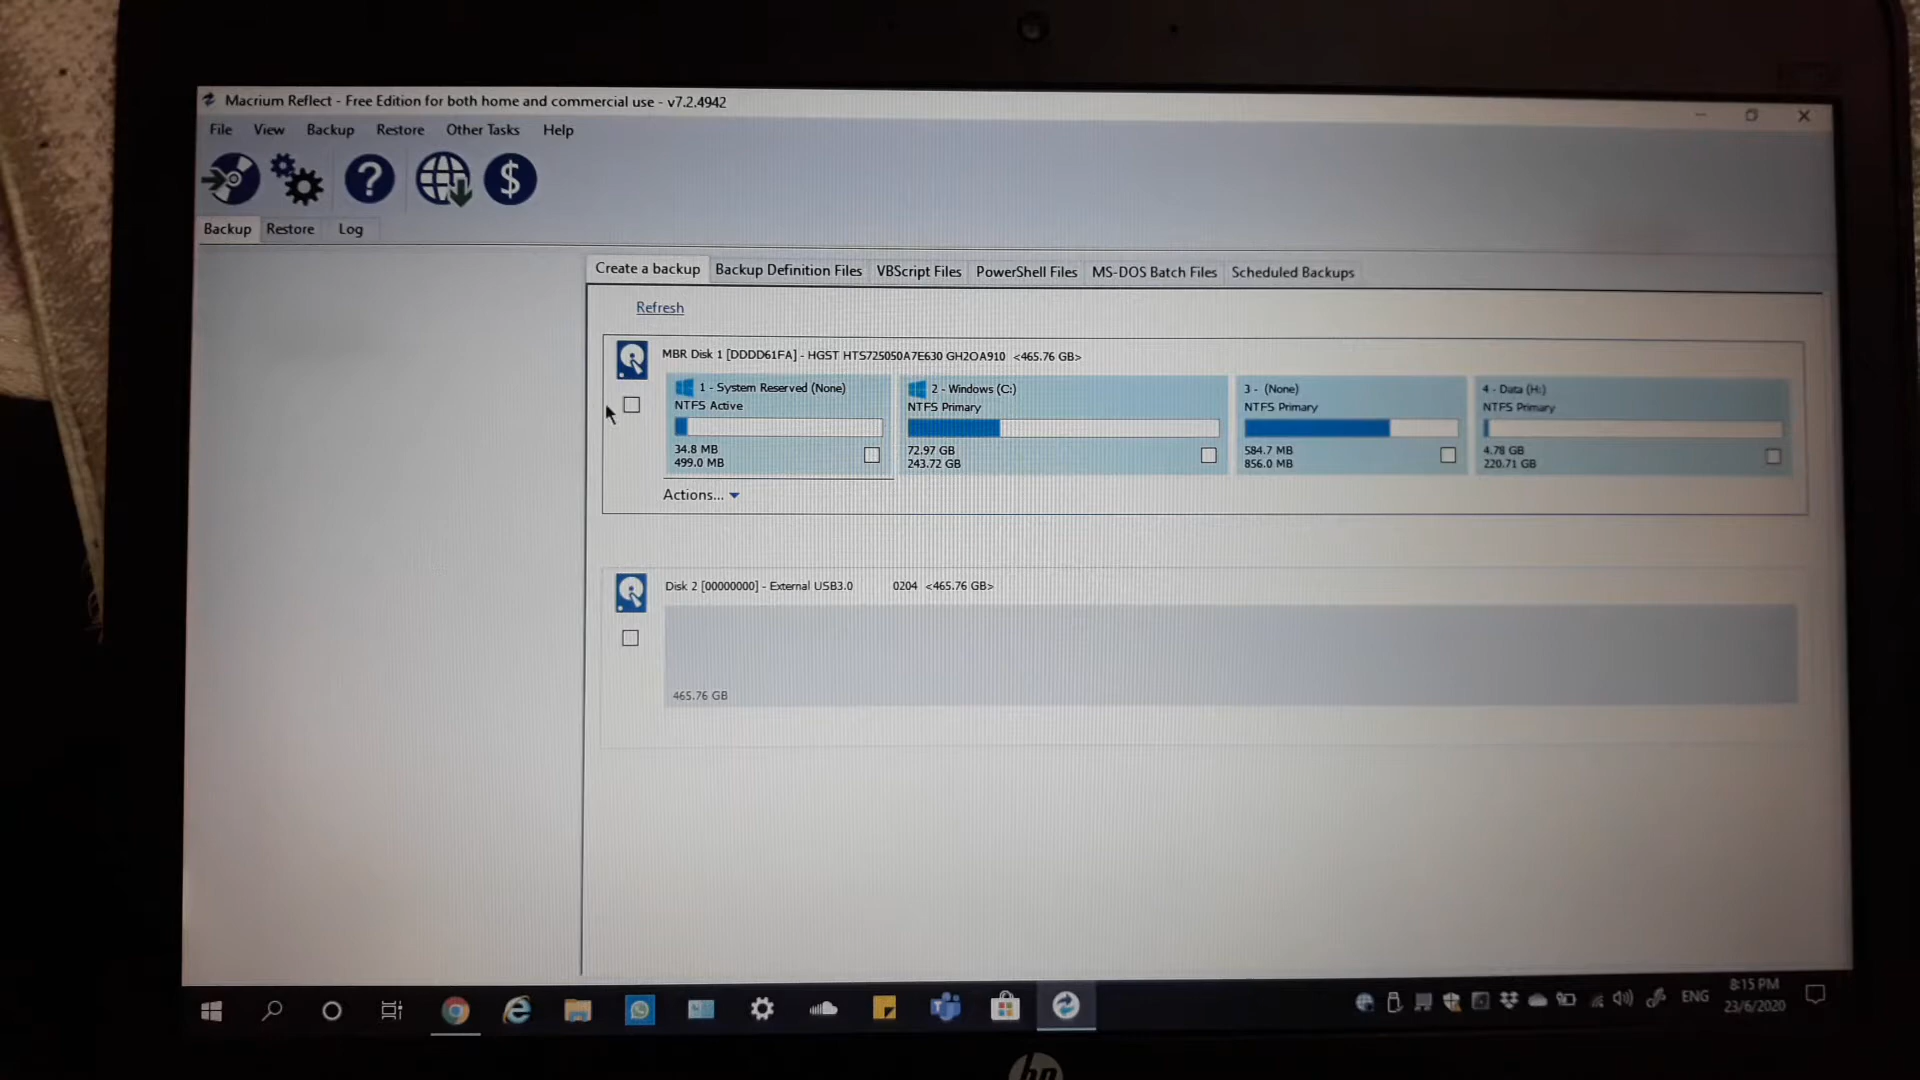 Macrium Reflect - Free Edition for both home and commercial use - v7.2.4942
File View Backup Restore Other Tasks Help
Backup Restore Log
Create a backup Backup Definition Files VBScript Files PowerShell Files MS-DOS Batch Files Scheduled Backups
Refresh
MBR Disk 1 [DDDD61FA] - HGST HTS725050A7E630 GH2OA910 <465.76 GB>
1 - System Reserved (None)
NTFS Active
34.8 MB
499.0 MB
2 - Windows (C:)
NTFS Primary
72.97 GB
243.72 GB
3 - (None)
NTFS Primary
584.7 MB
856.0 MB
4 - Data (H:)
NTFS Primary
4.78 GB
220.71 GB
Actions...
Disk 2 [00000000] - External USB3.0 0204 <465.76 GB>
465.76 GB
ENG
8:15 PM
23/6/2020
hp